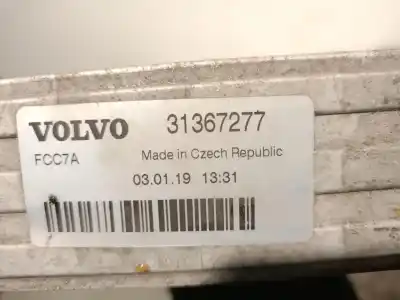 VOLVO 31367277
FCC7A Made in Czech Republic
03.01.19 13:31